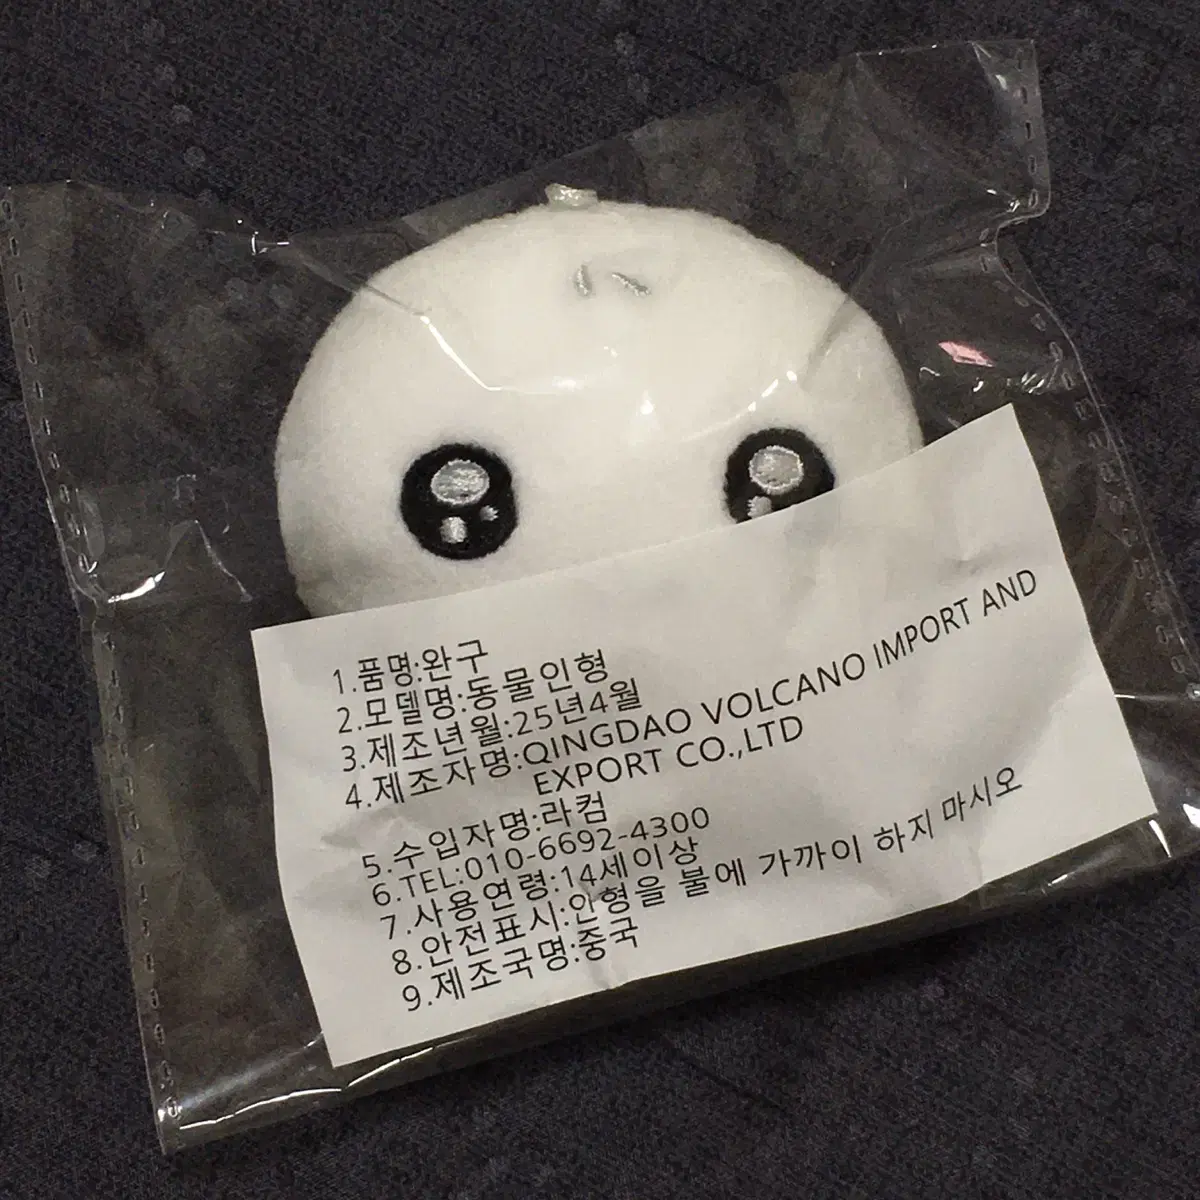 1.품명:완구
2.모델명:동물인형
3.제조년월:25년4월
4.제조자명:QINGDAO VOLCANO IMPORT AND
EXPORT CO.,LTD
5.수입자명:라컴
6.TEL:010-6692-4300
7.사용연령:14세이상
8.안전표시:인형을 불에 가까이 하지 마시오
9.제조국명:중국